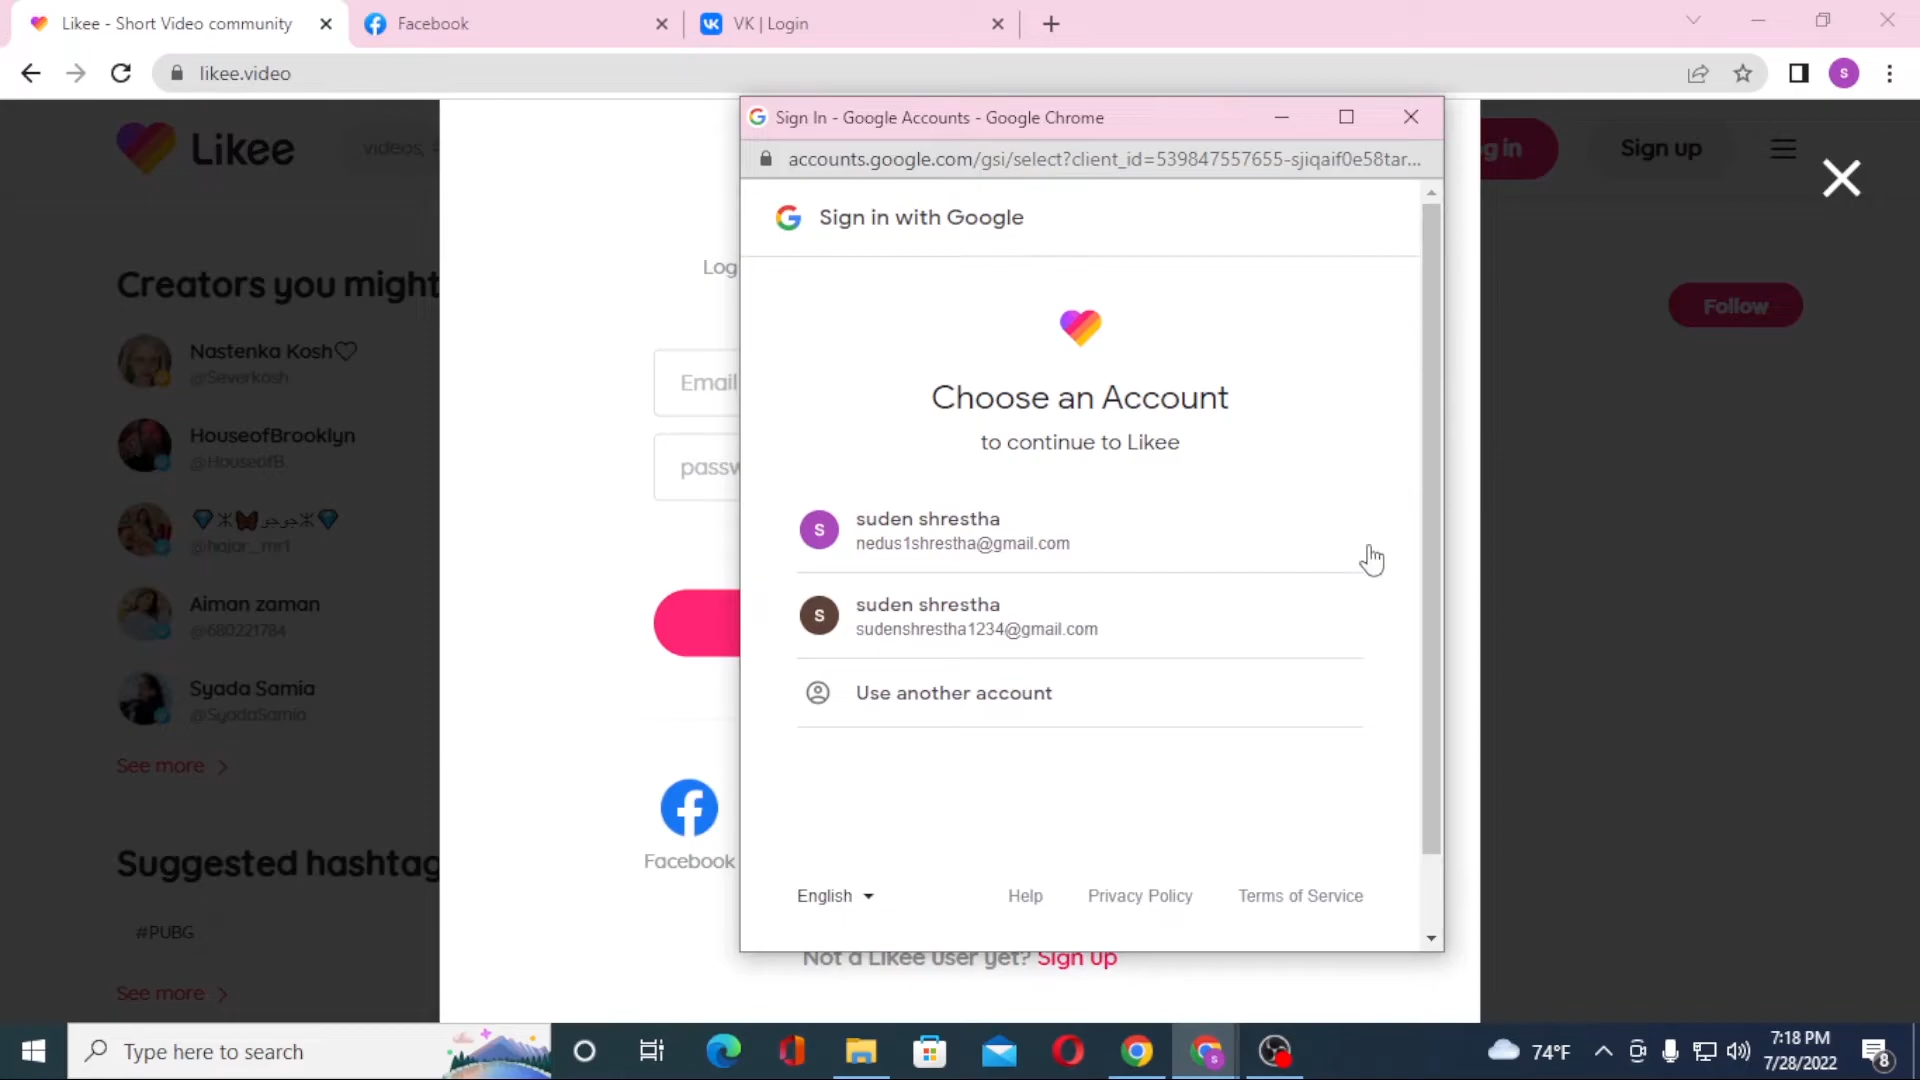 Likee - Short Video community
Facebook
VK | Login
likee.video
S
Likee
videos,
g in
Sign up
Creators you might
Nastenka Kosh♡
@Severkosh
HouseofBrooklyn
@HouseofB
@hajar_mr1
Aiman zaman
@680221784
Syada Samia
@SyadaSamia
See more
Suggested hashtag
#PUBG
See more
Follow
Log
Email
passw
Facebook
Not a Likee user yet? Sign up
Sign In - Google Accounts - Google Chrome
accounts.google.com/gsi/select?client_id=539847557655-sjiqaif0e58tar...
Sign in with Google
Choose an Account
to continue to Likee
S
suden shrestha
nedus1shrestha@gmail.com
S
suden shrestha
sudenshrestha1234@gmail.com
Use another account
English
Help
Privacy Policy
Terms of Service
Type here to search
74°F
7:18 PM
7/28/2022
8